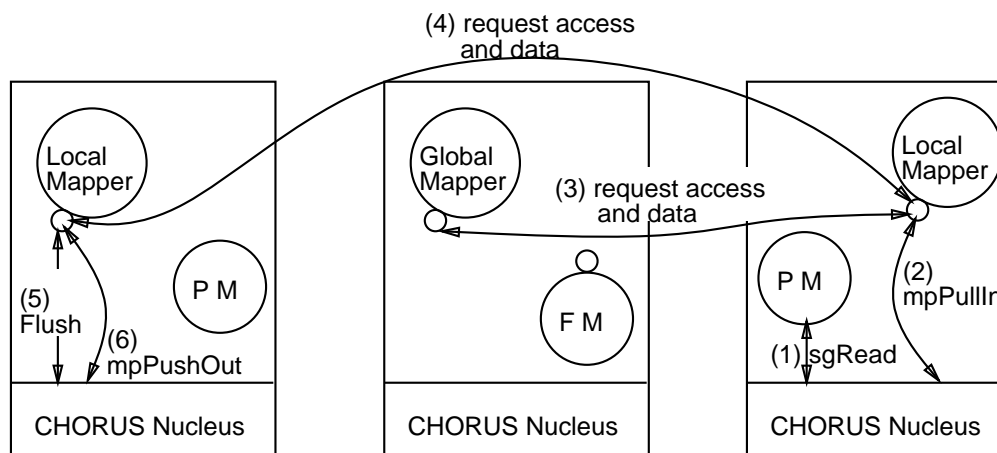 (4) request access
and data
Local
Mapper
Global
Mapper
Local
Mapper
(3) request access
and data
P M
(5)
Flush
(6)
mpPushOut
F M
P M
(2)
mpPullIn
(1) sgRead
CHORUS Nucleus
CHORUS Nucleus
CHORUS Nucleus